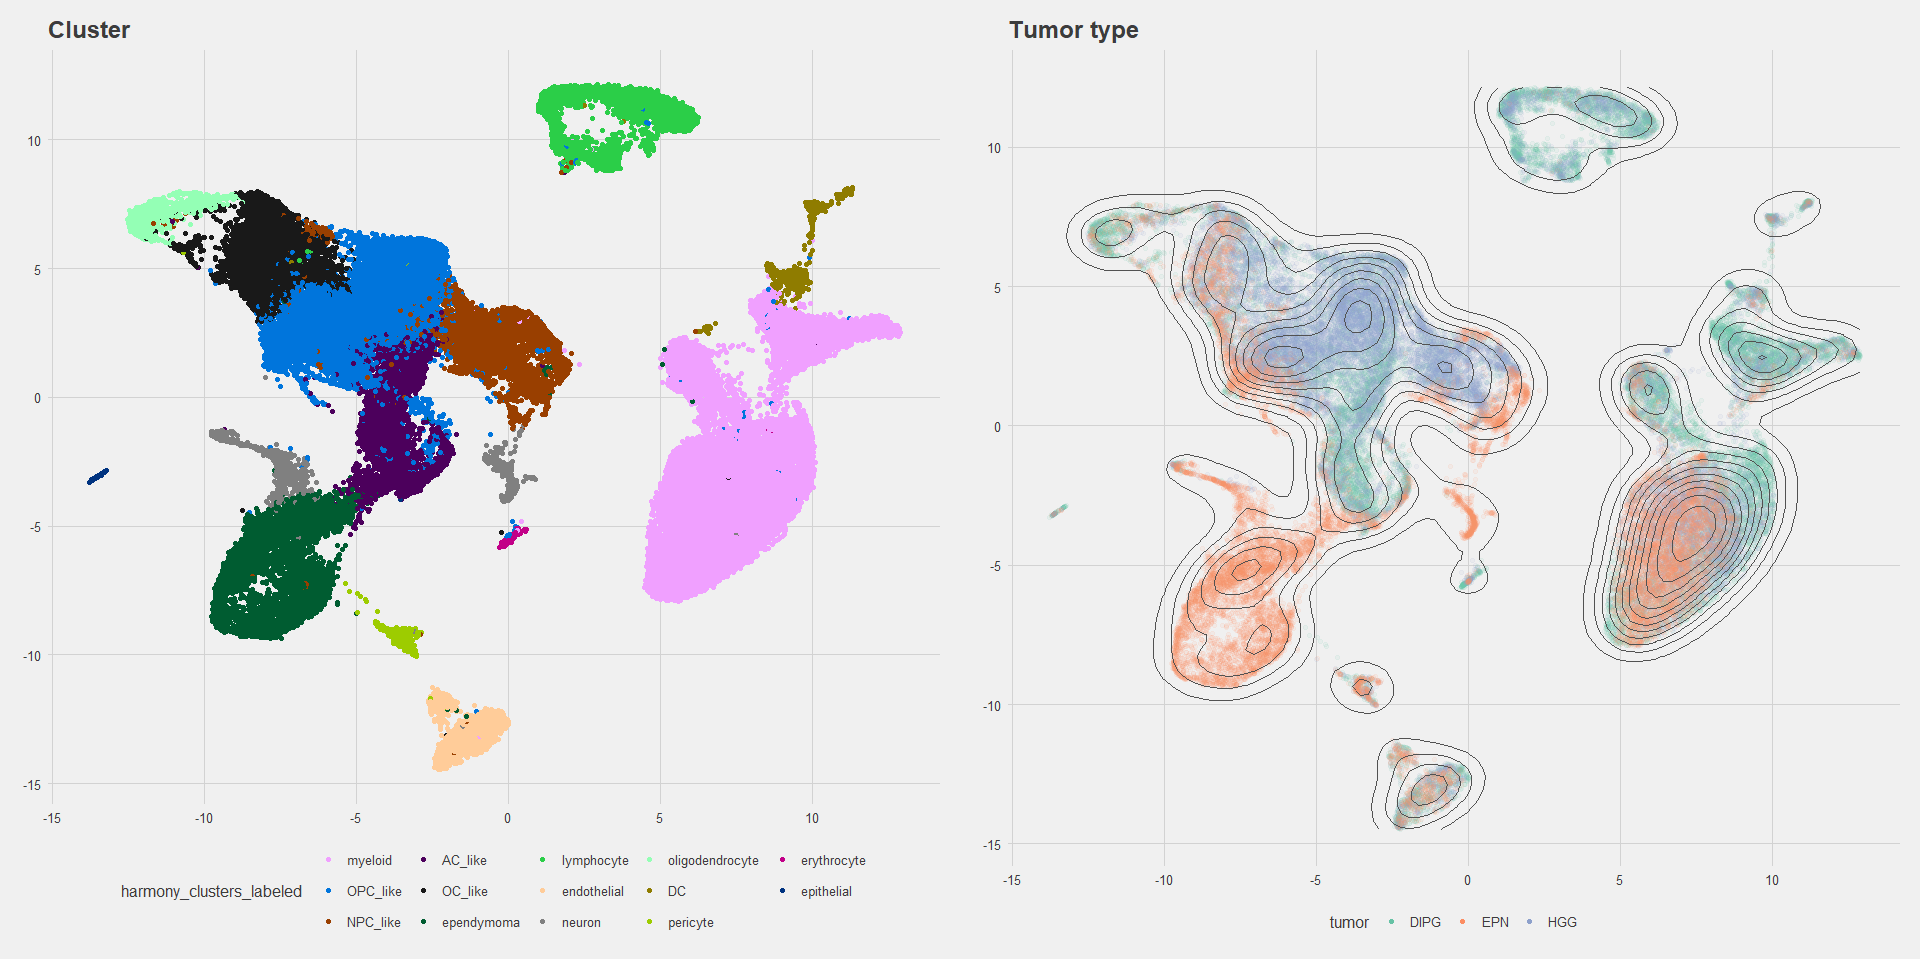 Cluster
10
5
0
-5
-10
-15
-15
-10
-5
0
5
10
harmony_clusters_labeled
myeloid
AC_like
lymphocyte
oligodendrocyte
erythrocyte
OPC_like
OC_like
endothelial
DC
epithelial
NPC_like
ependymoma
neuron
pericyte
Tumor type
10
5
0
-5
-10
-15
-15
-10
-5
0
5
10
tumor
DIPG
EPN
HGG